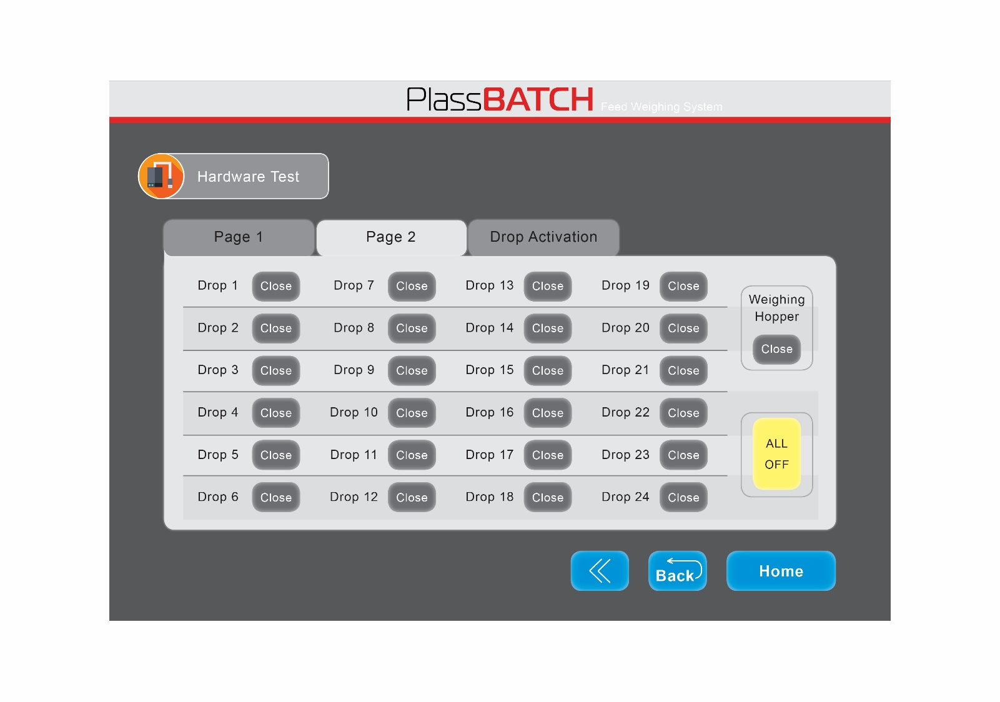 PlassBATCH Feed Weighing System
Hardware Test
Page 1 Page 2 Drop Activation
Drop 1 Close Drop 7 Close Drop 13 Close Drop 19 Close
Drop 2 Close Drop 8 Close Drop 14 Close Drop 20 Close
Drop 3 Close Drop 9 Close Drop 15 Close Drop 21 Close
Drop 4 Close Drop 10 Close Drop 16 Close Drop 22 Close
Drop 5 Close Drop 11 Close Drop 17 Close Drop 23 Close
Drop 6 Close Drop 12 Close Drop 18 Close Drop 24 Close
Weighing
Hopper
Close
ALL
OFF
Back Home